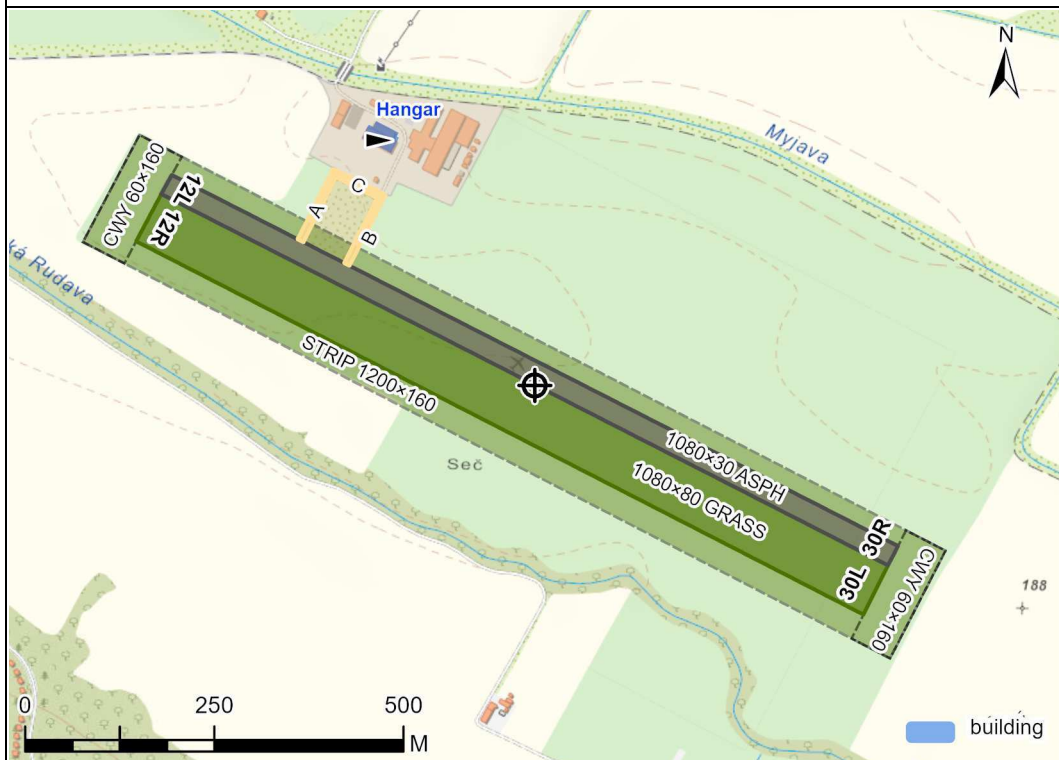 N
Hangar
Myjava
CWY 60×160
12L
12R
A
C
B
ká Rudava
STRIP 1200×160
1080×30 ASPH
1080×80 GRASS
Seč
30R
30L
CWY 60×160
188
0
250
500
M
building